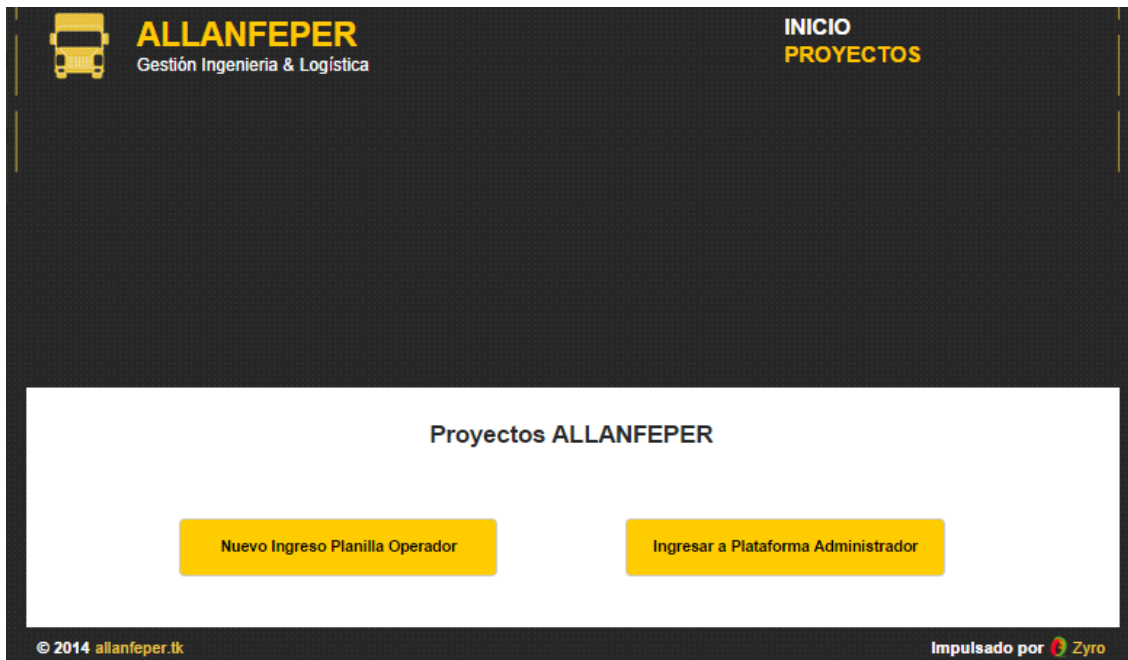 ALLANFEPER
Gestión Ingenieria & Logística
INICIO
PROYECTOS
Proyectos ALLANFEPER
Nuevo Ingreso Planilla Operador
Ingresar a Plataforma Administrador
© 2014 allanfeper.tk
Impulsado por Zyro